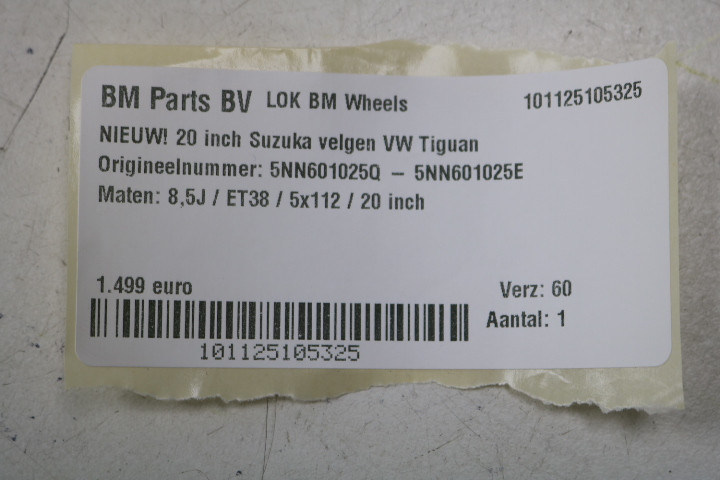 BM Parts BV LOK BM Wheels 101125105325
NIEUW! 20 inch Suzuka velgen VW Tiguan
Origineelnummer: 5NN601025Q – 5NN601025E
Maten: 8,5J / ET38 / 5x112 / 20 inch
1.499 euro Verz: 60
Aantal: 1
101125105325